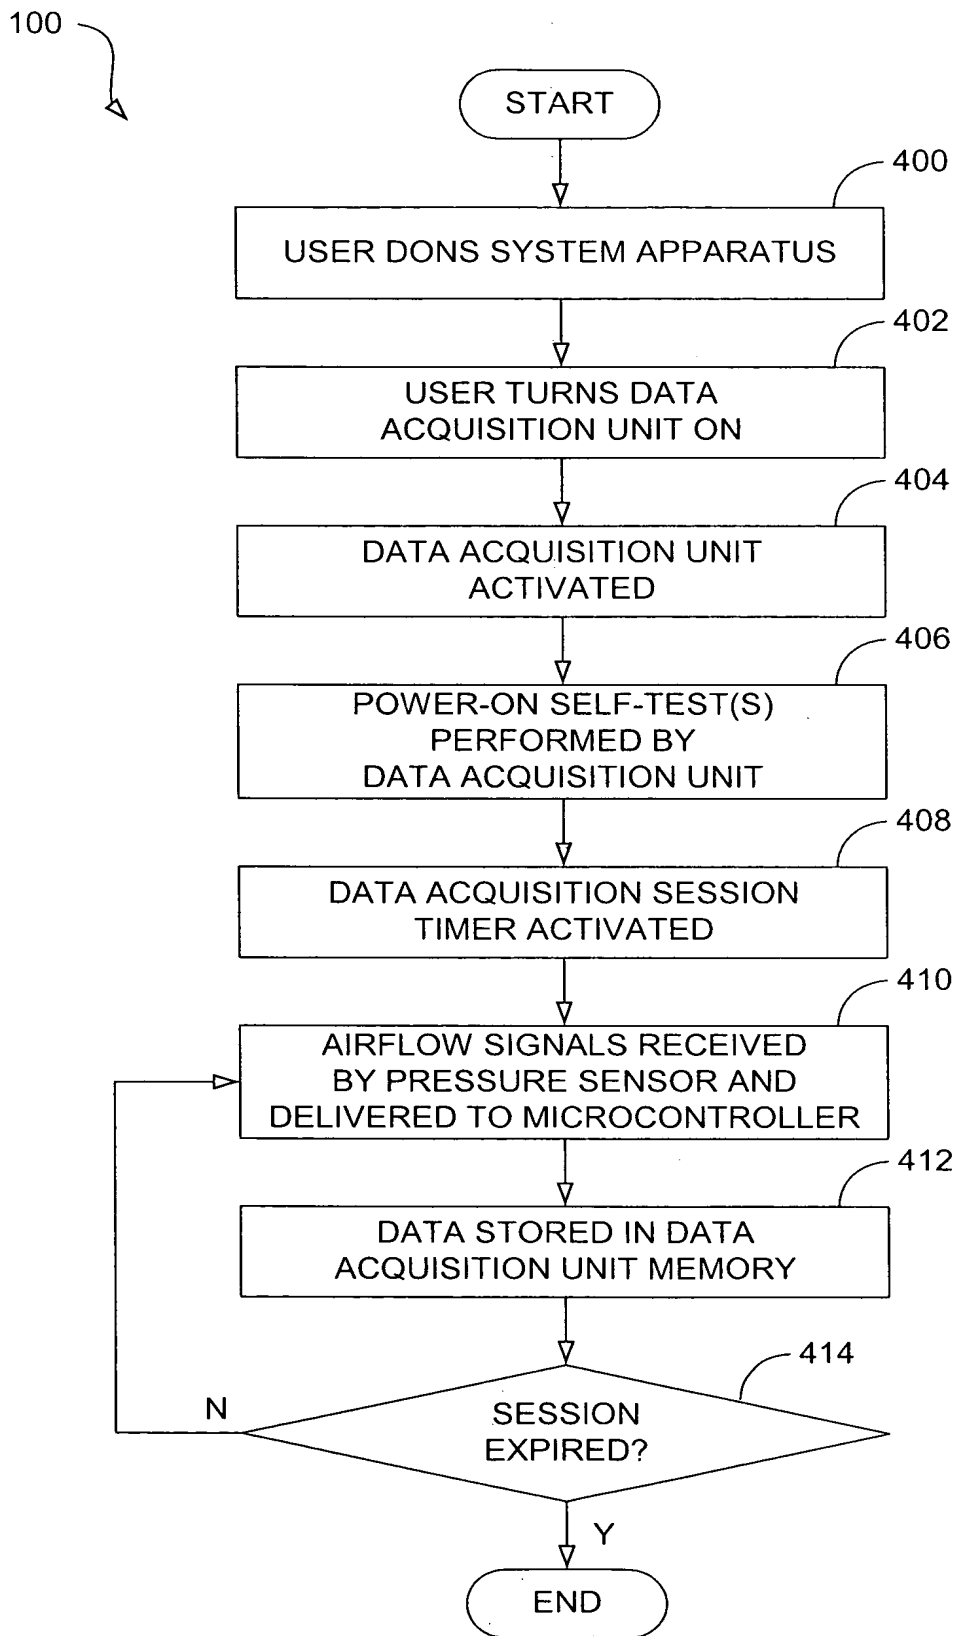 100
START
400
USER DONS SYSTEM APPARATUS
402
USER TURNS DATA
ACQUISITION UNIT ON
404
DATA ACQUISITION UNIT
ACTIVATED
406
POWER-ON SELF-TEST(S)
PERFORMED BY
DATA ACQUISITION UNIT
408
DATA ACQUISITION SESSION
TIMER ACTIVATED
410
AIRFLOW SIGNALS RECEIVED
BY PRESSURE SENSOR AND
DELIVERED TO MICROCONTROLLER
412
DATA STORED IN DATA
ACQUISITION UNIT MEMORY
414
N
SESSION
EXPIRED?
Y
END